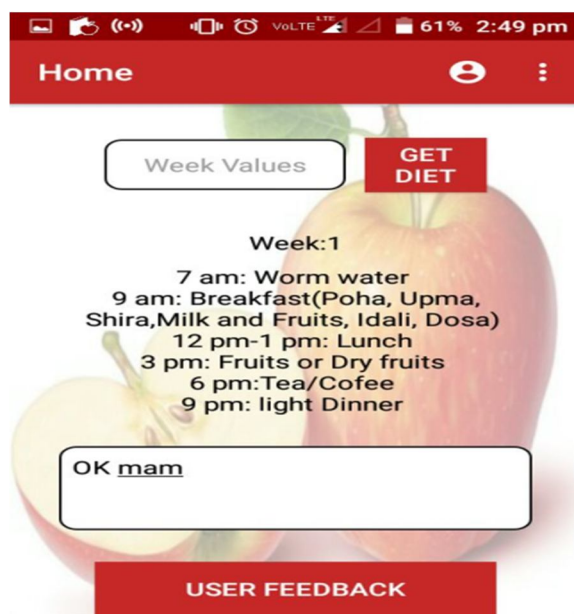 VoLTE LTE 61% 2:49 pm
Home
Week Values
GET
DIET
Week:1
7 am: Worm water
9 am: Breakfast(Poha, Upma,
Shira,Milk and Fruits, Idali, Dosa)
12 pm-1 pm: Lunch
3 pm: Fruits or Dry fruits
6 pm:Tea/Cofee
9 pm: light Dinner
OK mam
USER FEEDBACK